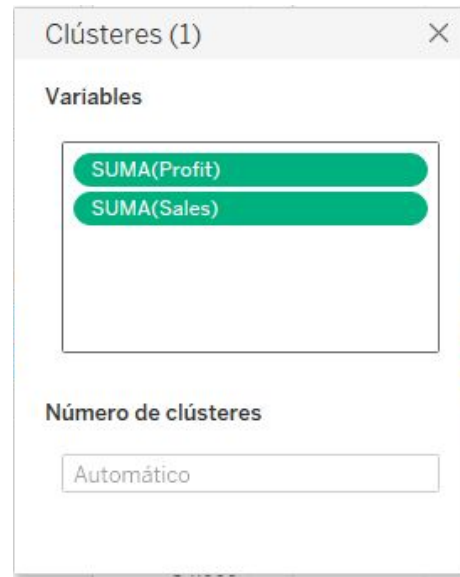 Clústeres (1)
Variables
SUMA(Profit)
SUMA(Sales)
Número de clústeres
Automático